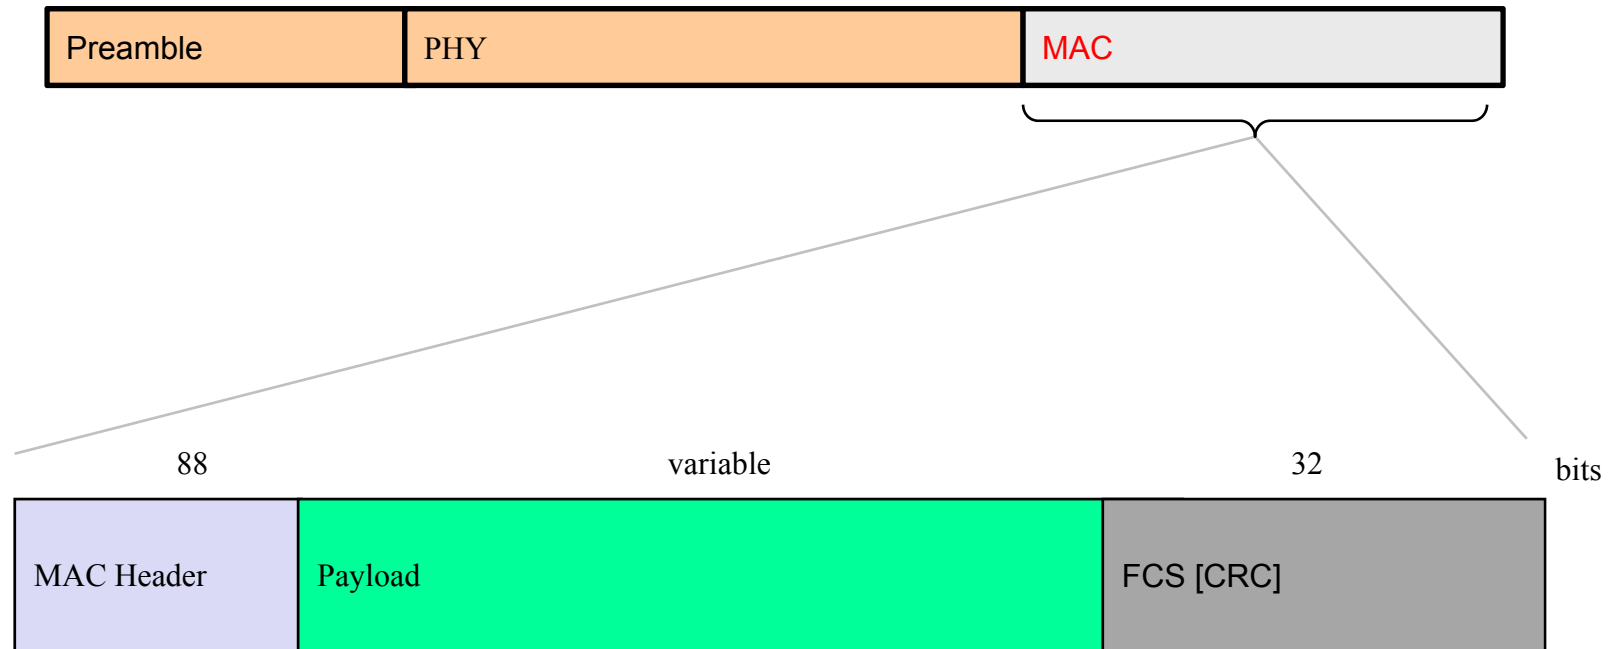 Preamble
PHY
MAC
88
variable
32
bits
MAC Header
Payload
FCS [CRC]